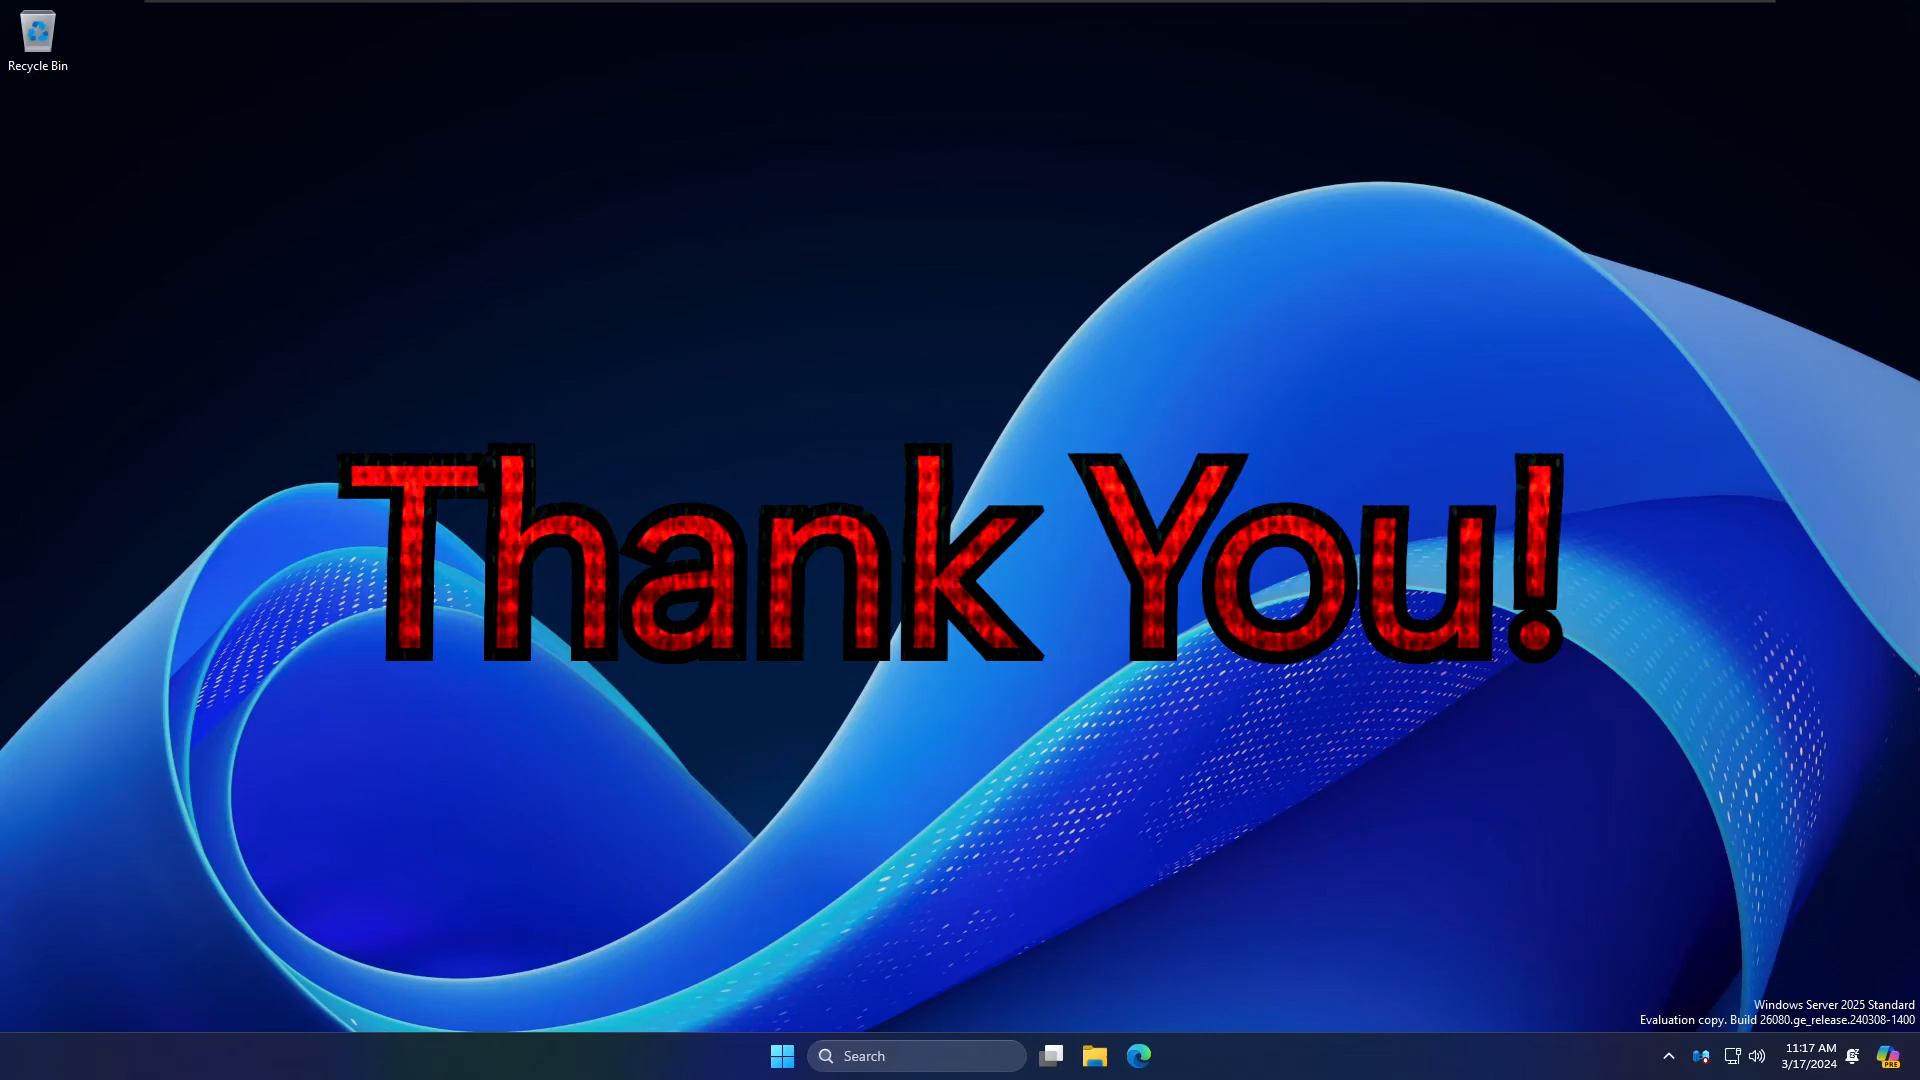 Recycle Bin
Thank You!
Windows Server 2025 Standard
Evaluation copy. Build 26080.ge_release.240308-1400
Search
11:17 AM
3/17/2024
PRE